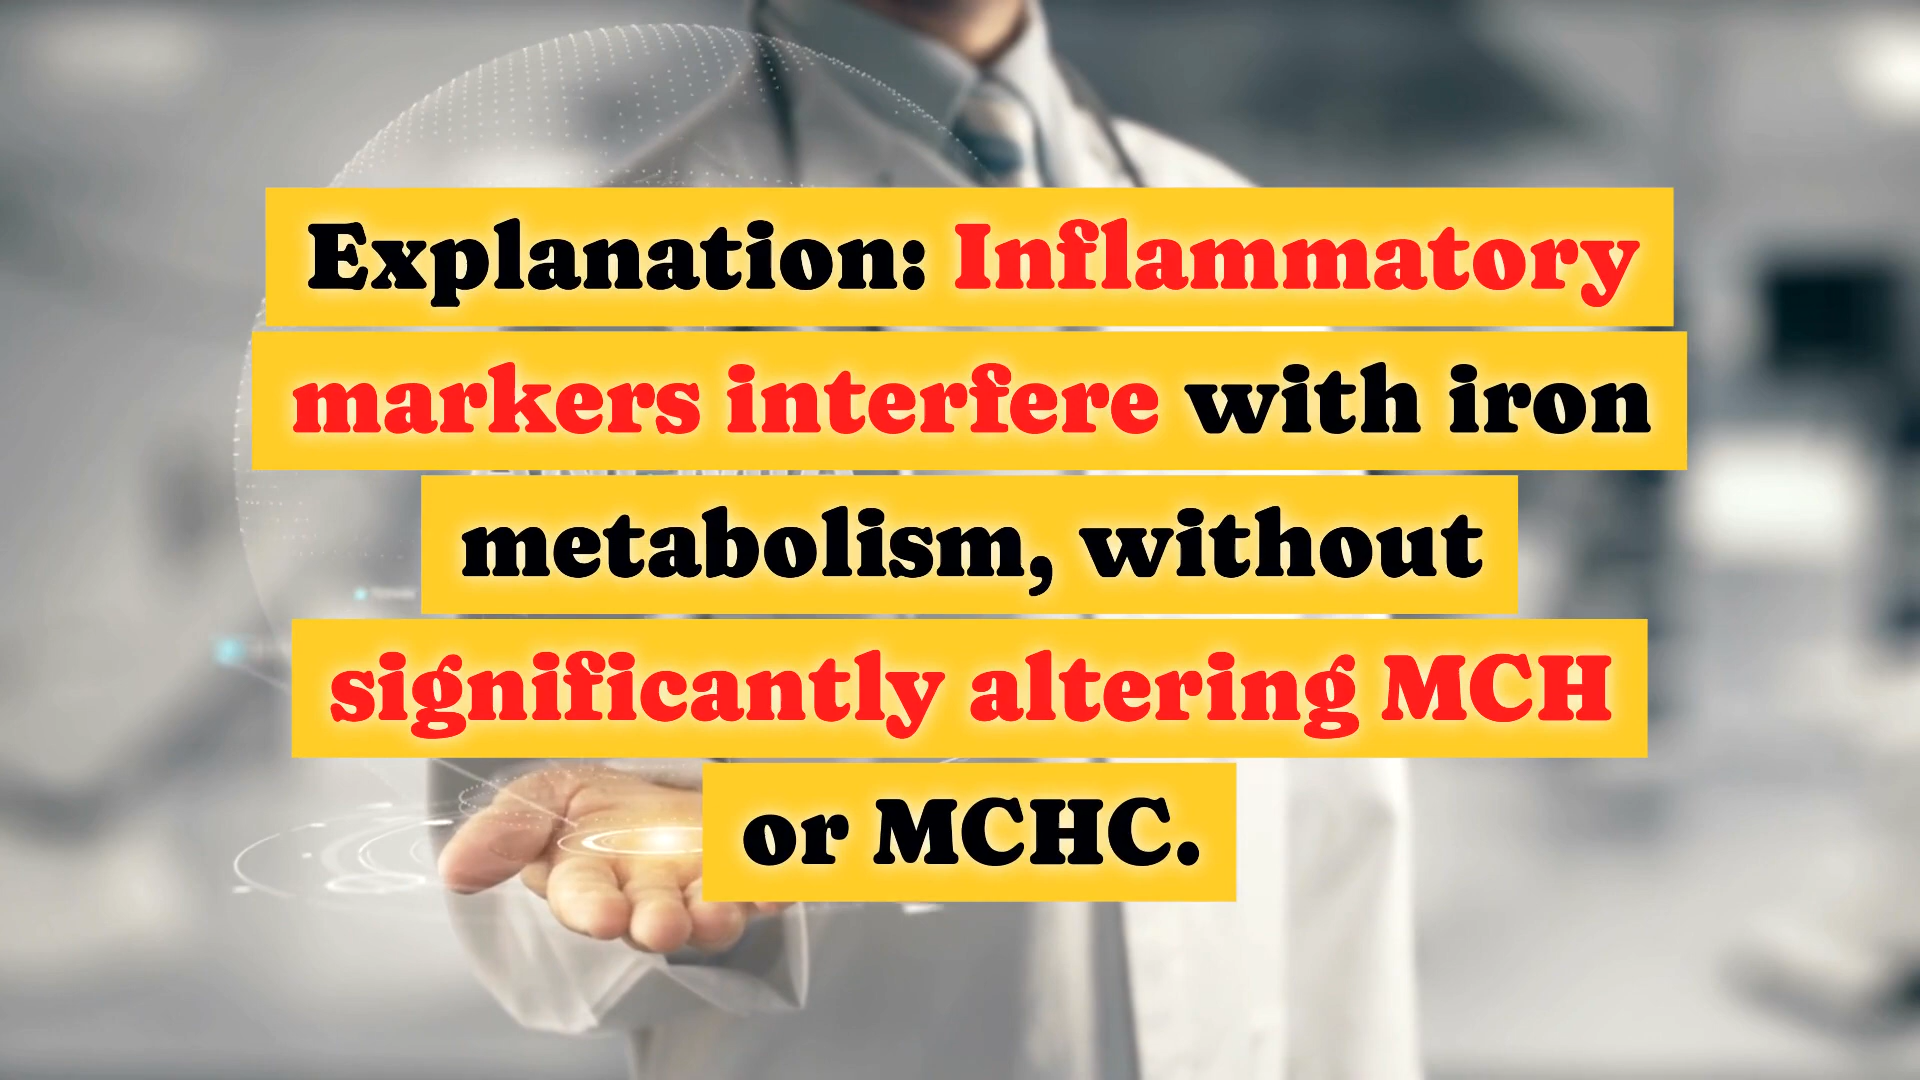 Explanation: Inflammatory
markers interfere with iron
metabolism, without
significantly altering MCH
or MCHC.